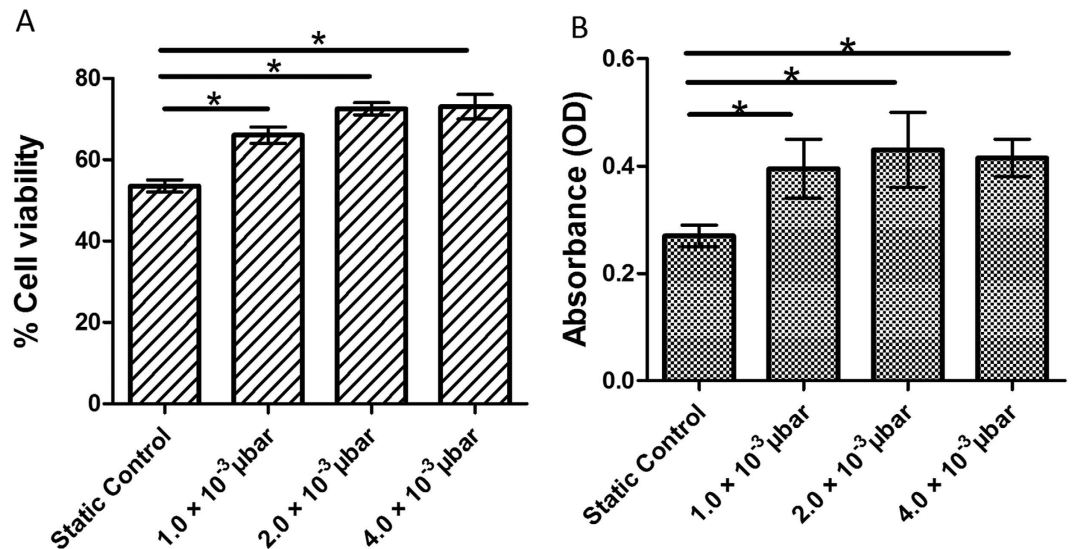 A
*
*
*
80
60
40
20
0
% Cell viability
Static Control
1.0 × 10⁻³ µbar
2.0 × 10⁻³ µbar
4.0 × 10⁻³ µbar
B
*
*
*
0.6
0.4
0.2
0.0
Absorbance (OD)
Static Control
1.0 × 10⁻³ µbar
2.0 × 10⁻³ µbar
4.0 × 10⁻³ µbar